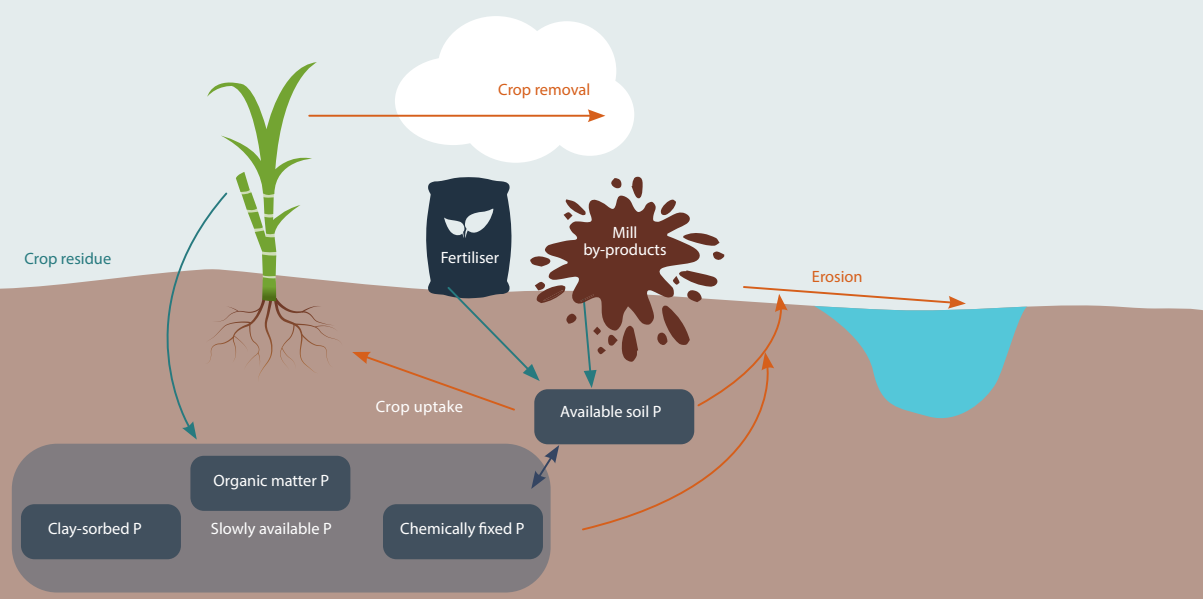 Crop removal
Mill
by-products
Fertiliser
Crop residue
Erosion
Crop uptake
Available soil P
Organic matter P
Clay-sorbed P
Slowly available P
Chemically fixed P